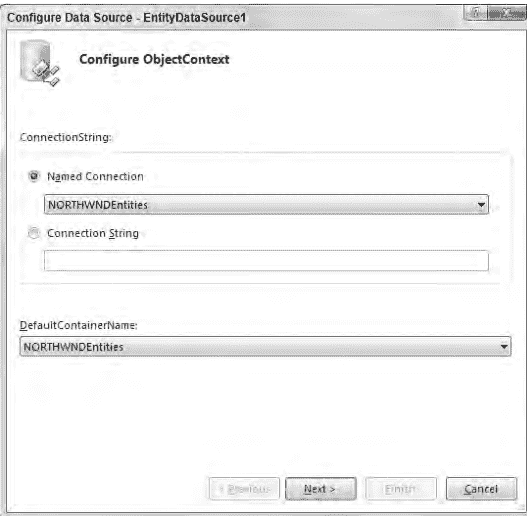 Configure Data Source - EntityDataSource1
Configure ObjectContext
ConnectionString:
Named Connection
NORTHWNDEntities
Connection String
DefaultContainerName:
NORTHWNDEntities
< Previous
Next >
Finish
Cancel